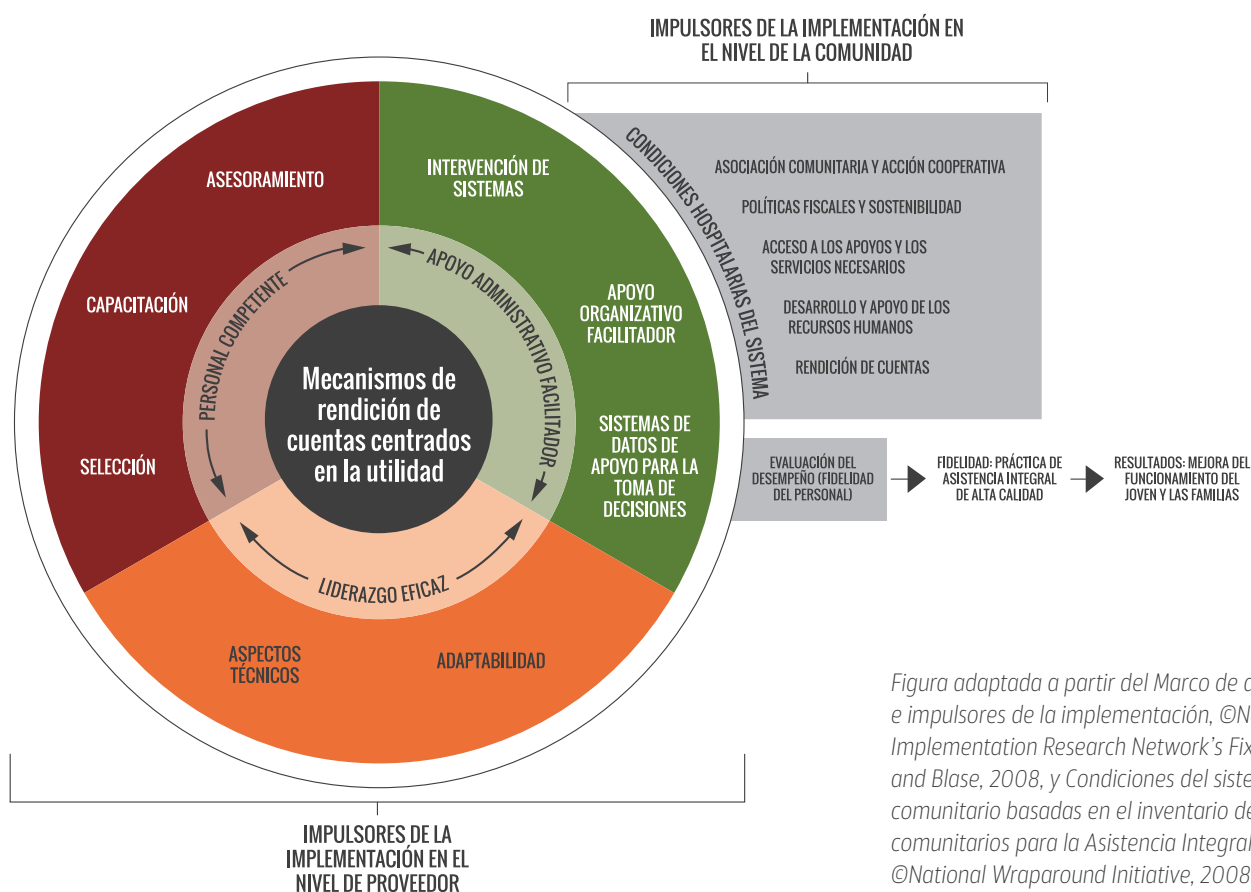 IMPULSORES DE LA IMPLEMENTACIÓN EN
EL NIVEL DE LA COMUNIDAD
ASESORAMIENTO
CAPACITACIÓN
SELECCIÓN
INTERVENCIÓN DE
SISTEMAS
APOYO
ORGANIZATIVO
FACILITADOR
SISTEMAS DE
DATOS DE
APOYO PARA LA
TOMA DE
DECISIONES
PERSONAL COMPETENTE
APOYO ADMINISTRATIVO FACILITADOR
LIDERAZGO EFICAZ
Mecanismos de
rendición de
cuentas centrados
en la utilidad
ASPECTOS
TÉCNICOS
ADAPTABILIDAD
CONDICIONES HOSPITALARIAS DEL SISTEMA
ASOCIACIÓN COMUNITARIA Y ACCIÓN COOPERATIVA
POLÍTICAS FISCALES Y SOSTENIBILIDAD
ACCESO A LOS APOYOS Y LOS
SERVICIOS NECESARIOS
DESARROLLO Y APOYO DE LOS
RECURSOS HUMANOS
RENDICIÓN DE CUENTAS
EVALUACIÓN DEL
DESEMPEÑO (FIDELIDAD
DEL PERSONAL)
FIDELIDAD: PRÁCTICA DE
ASISTENCIA INTEGRAL
DE ALTA CALIDAD
RESULTADOS: MEJORA DEL
FUNCIONAMIENTO DEL
JOVEN Y LAS FAMILIAS
IMPULSORES DE LA
IMPLEMENTACIÓN EN EL
NIVEL DE PROVEEDOR
Figura adaptada a partir del Marco de
e impulsores de la implementación,
Implementation Research Network's
and Blase, 2008, y Condiciones del
comunitario basadas en el inventario
comunitarios para la Asistencia Integral
©National Wraparound Initiative, 2008